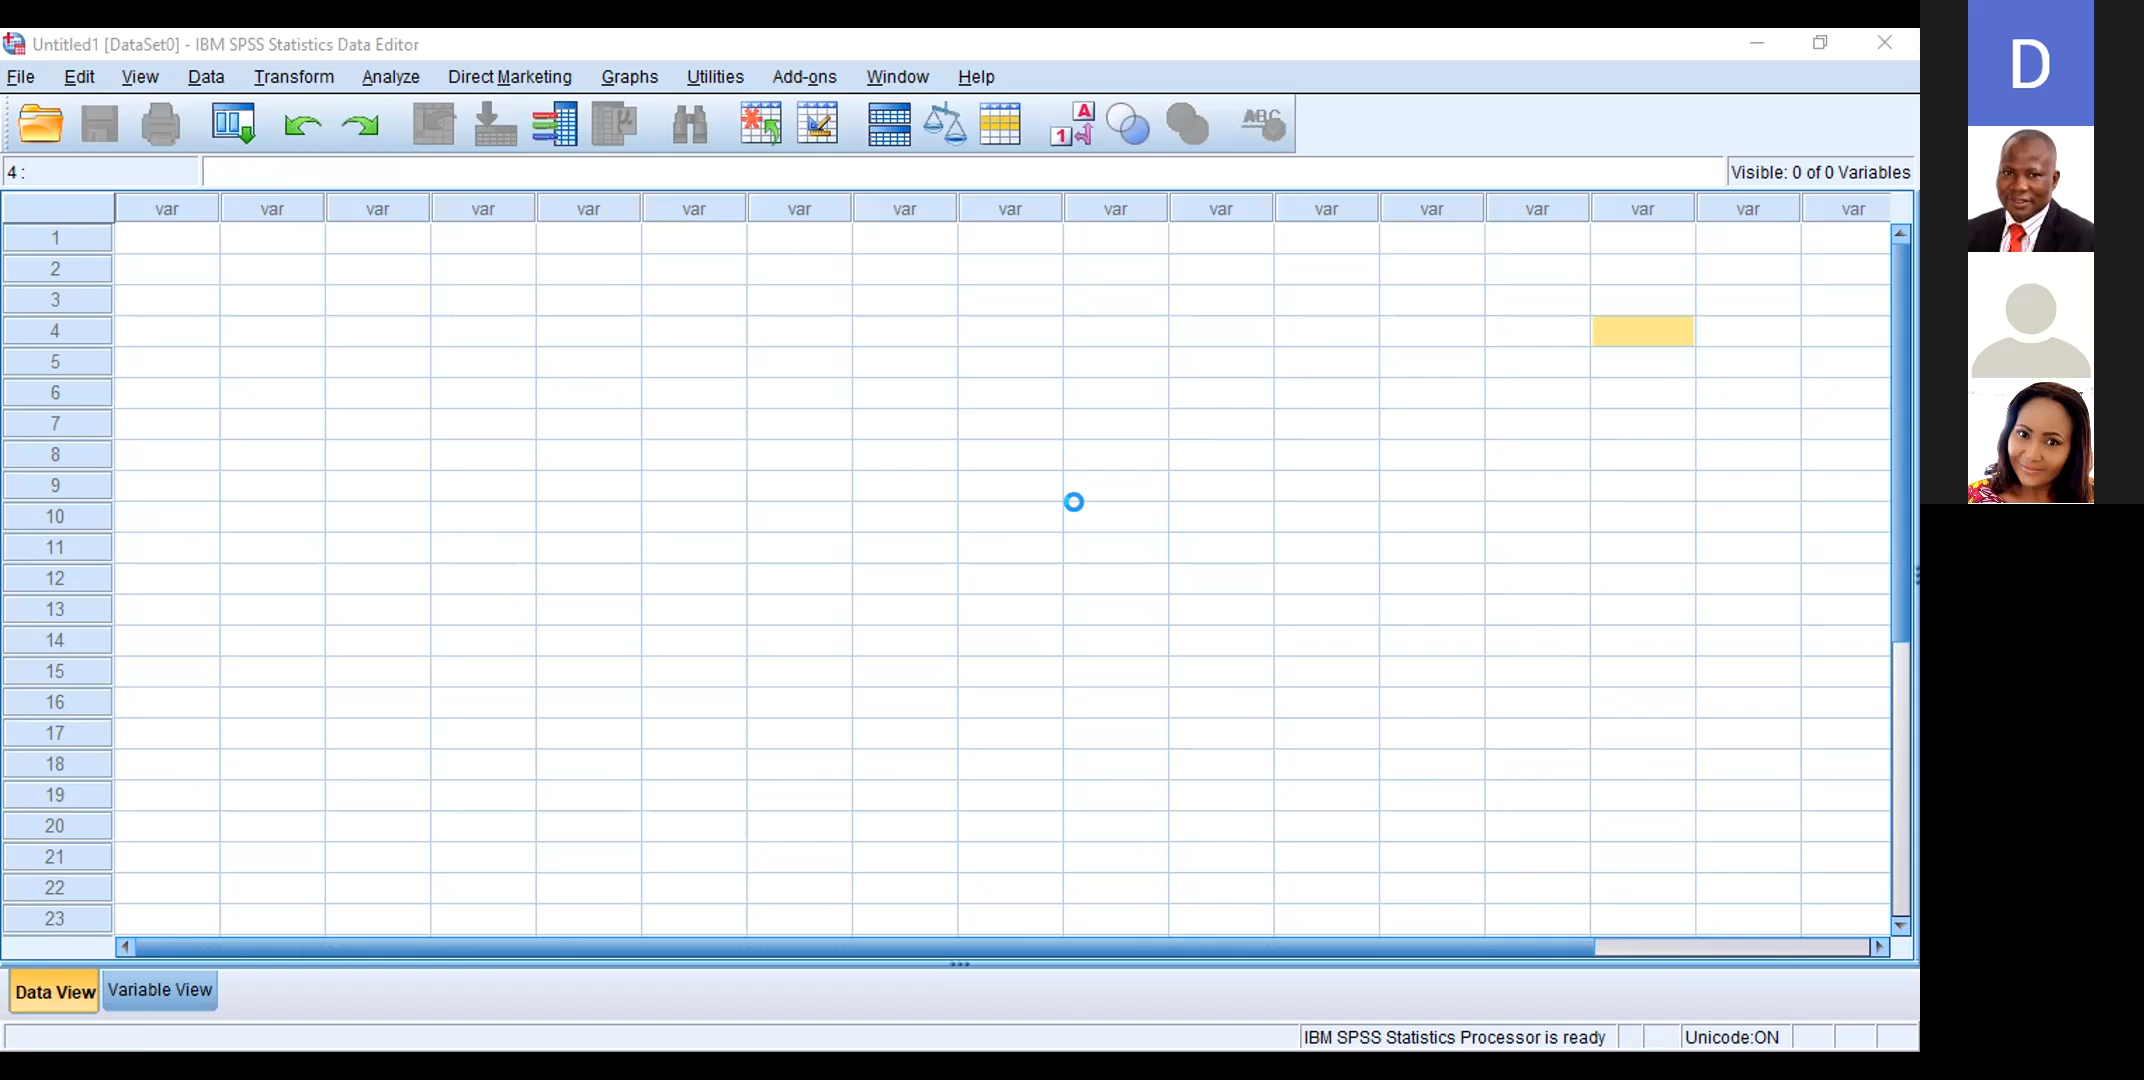 Untitled1 [DataSet0] - IBM SPSS Statistics Data Editor
D
File Edit View Data Transform Analyze Direct Marketing Graphs Utilities Add-ons Window Help
A
1
ABC
μ
4 :
Visible: 0 of 0 Variables
var var var var var var var var var var var var var var var var var
1
2
3
4
5
6
7
8
9
10
11
12
13
14
15
16
17
18
19
20
21
22
23
Data View Variable View
IBM SPSS Statistics Processor is ready Unicode:ON